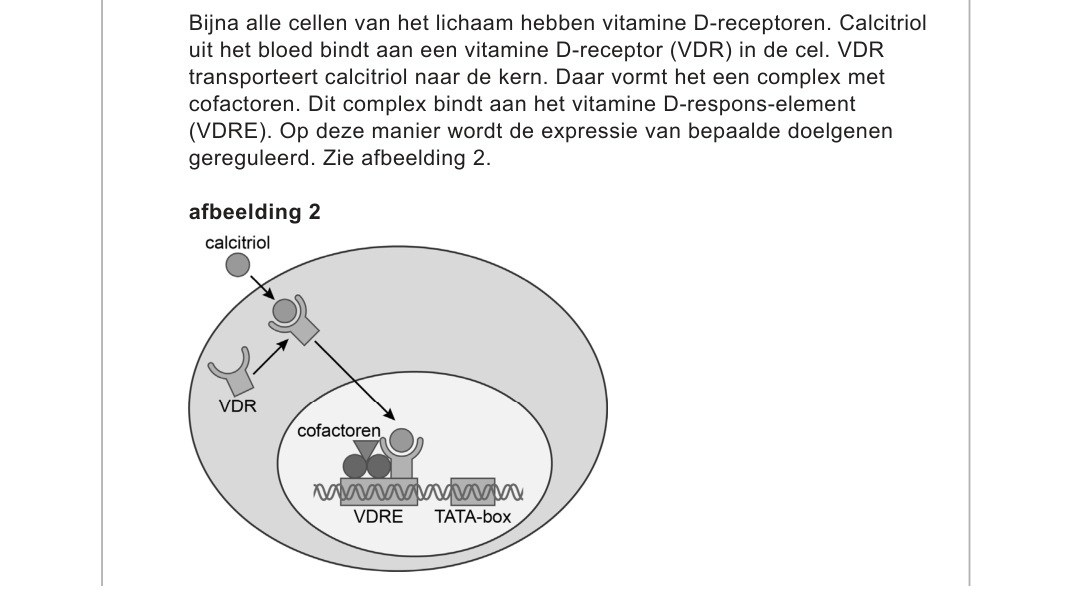 Bijna alle cellen van het lichaam hebben vitamine D-receptoren. Calcitriol
uit het bloed bindt aan een vitamine D-receptor (VDR) in de cel. VDR
transporteert calcitriol naar de kern. Daar vormt het een complex met
cofactoren. Dit complex bindt aan het vitamine D-respons-element
(VDRE). Op deze manier wordt de expressie van bepaalde doelgenen
gereguleerd. Zie afbeelding 2.
afbeelding 2
calcitriol
VDR
cofactoren
VDRE
TATA-box